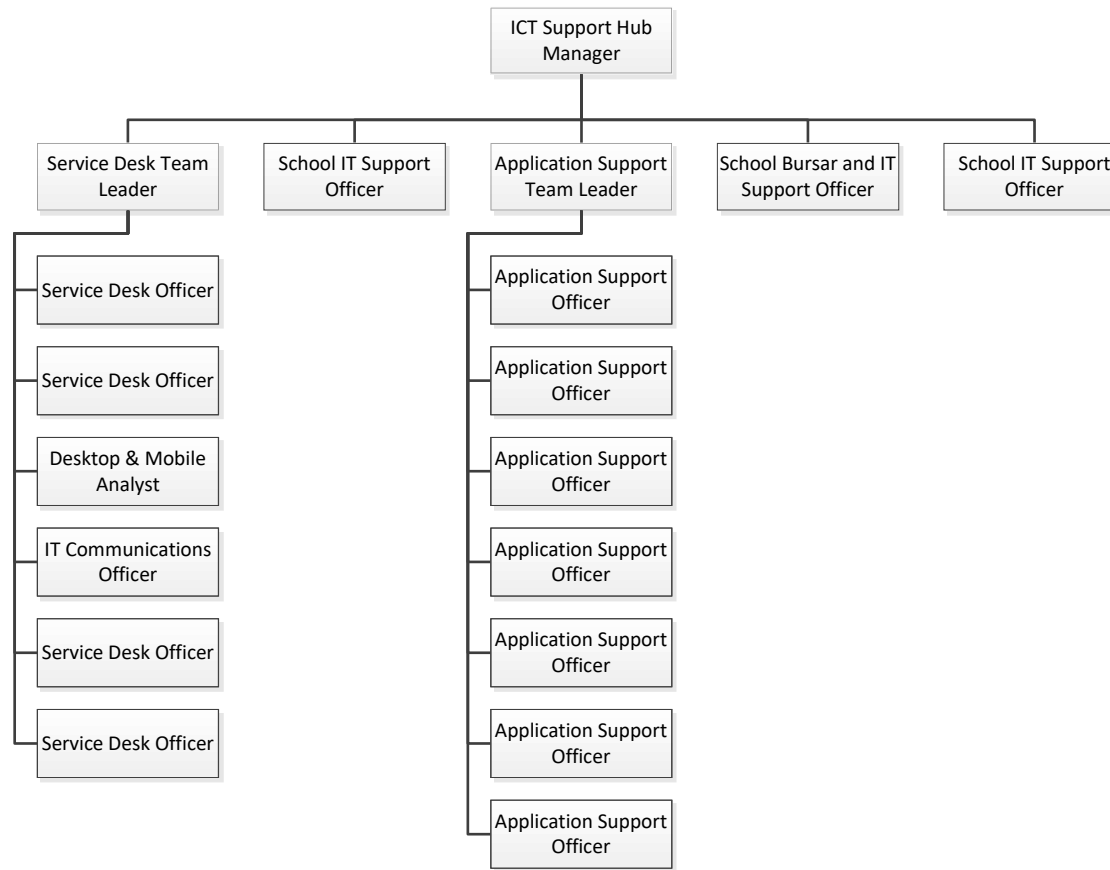 ICT Support Hub
Manager
Service Desk Team
Leader
School IT Support
Officer
Application Support
Team Leader
School Bursar and IT
Support Officer
School IT Support
Officer
Service Desk Officer
Service Desk Officer
Desktop & Mobile
Analyst
IT Communications
Officer
Service Desk Officer
Service Desk Officer
Application Support
Officer
Application Support
Officer
Application Support
Officer
Application Support
Officer
Application Support
Officer
Application Support
Officer
Application Support
Officer